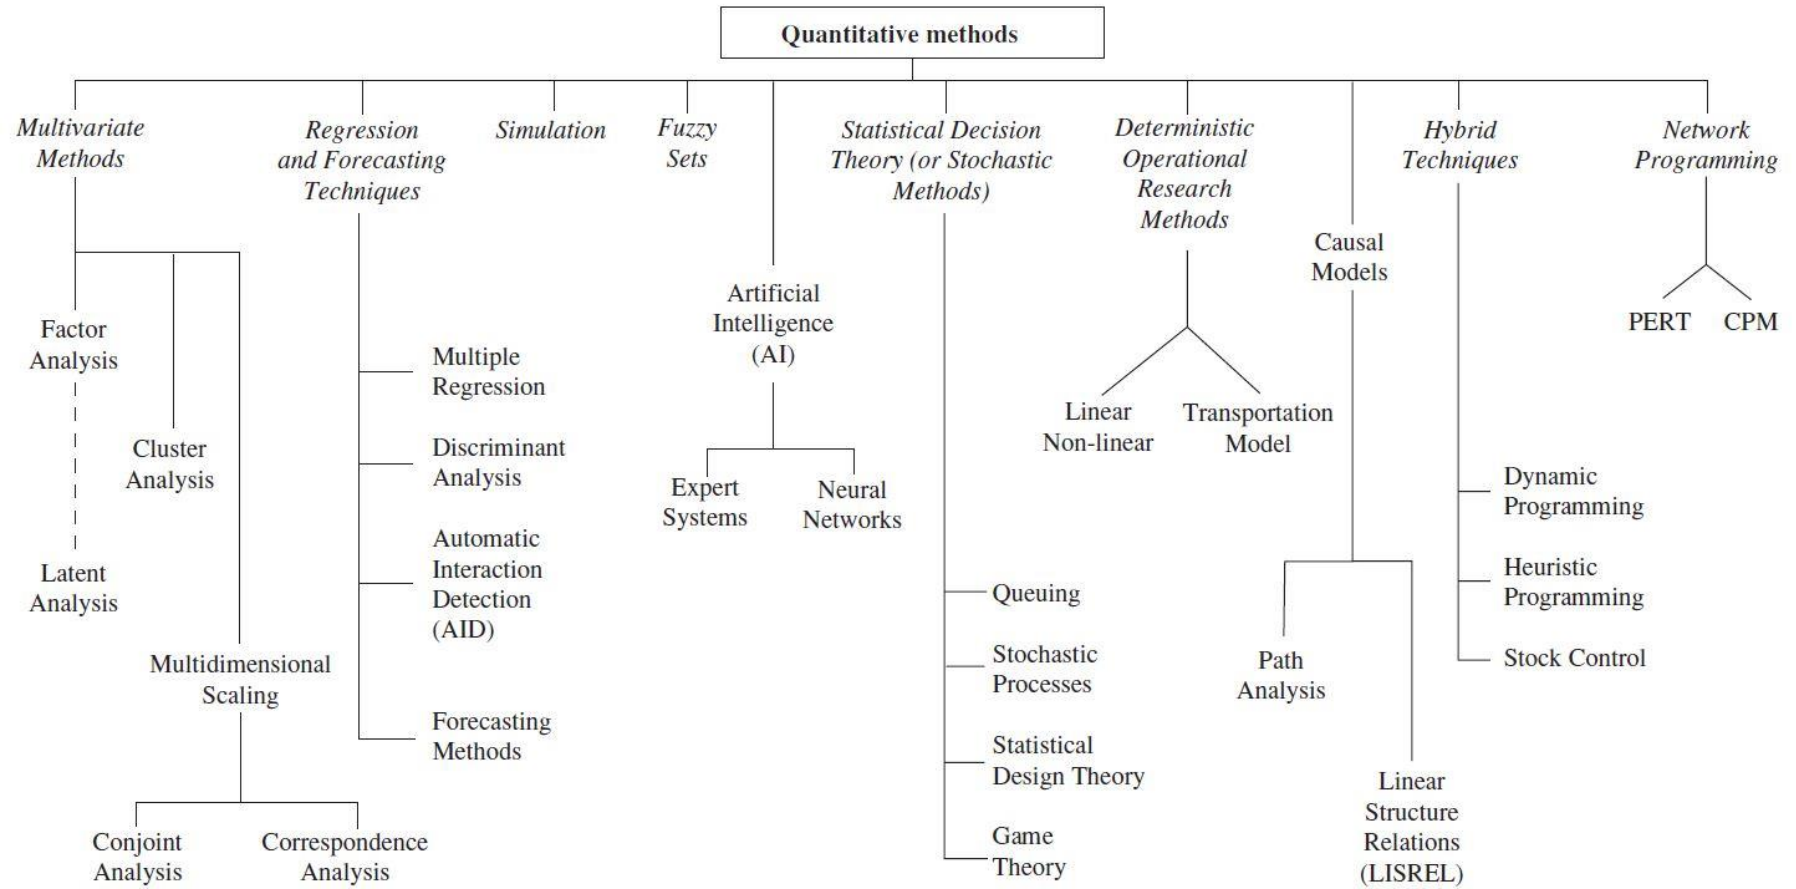 Quantitative methods
Multivariate
Methods
Regression
and Forecasting
Techniques
Simulation
Fuzzy
Sets
Statistical Decision
Theory (or Stochastic
Methods)
Deterministic
Operational
Research
Methods
Hybrid
Techniques
Network
Programming
Causal
Models
Artificial
Intelligence
(AI)
PERT
CPM
Factor
Analysis
Multiple
Regression
Linear
Non-linear
Transportation
Model
Cluster
Analysis
Discriminant
Analysis
Expert
Systems
Neural
Networks
Dynamic
Programming
Automatic
Interaction
Detection
(AID)
Latent
Analysis
Queuing
Heuristic
Programming
Multidimensional
Scaling
Stochastic
Processes
Path
Analysis
Stock Control
Forecasting
Methods
Statistical
Design Theory
Linear
Structure
Relations
(LISREL)
Conjoint
Analysis
Correspondence
Analysis
Game
Theory